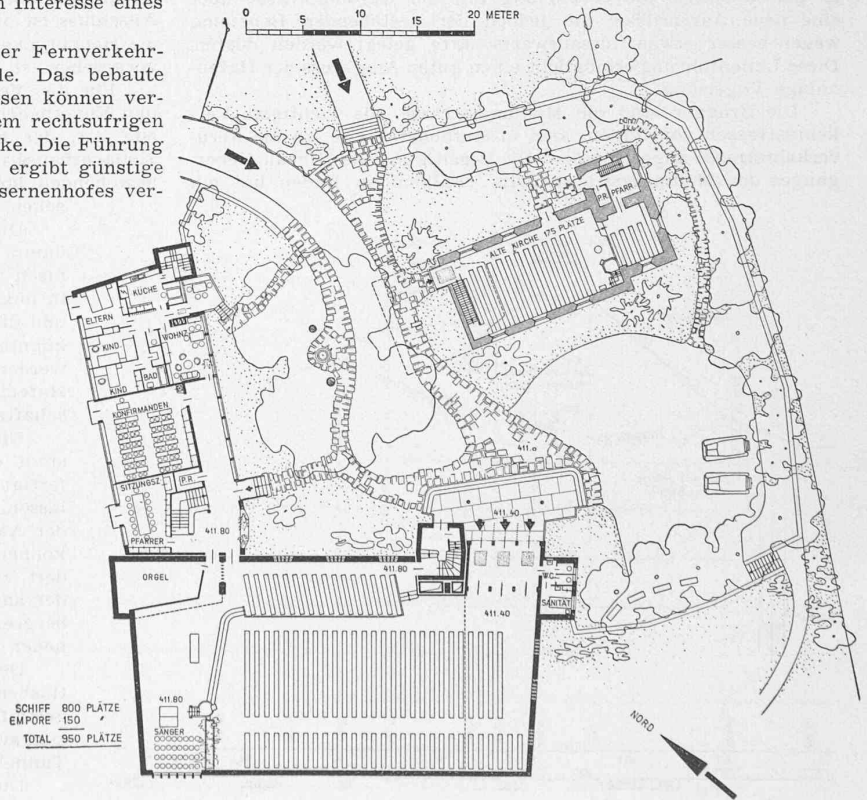 n Interesse eines
er Fernverkehr-
le. Das bebaute
sen können ver-
em rechtsufrigen
ke. Die Führung
ergibt günstige
sernenhofes ver-
0 5 10 15 20 METER
ALTE KIRCHE 175 PLÄTZE
PR. PFARR
KÜCHE
ELTERN
WOHNZ.
KIND.
BAD
KIND
KONFIRMANDEN
SITZUNGSZ.
P.R.
PFARRER
411.80
411.a
411.40
411.80
ORGEL
WC
SANITÄT
411.40
411.80
SÄNGER
SCHIFF 800 PLÄTZE
EMPORE 150 "
TOTAL 950 PLÄTZE
NORD